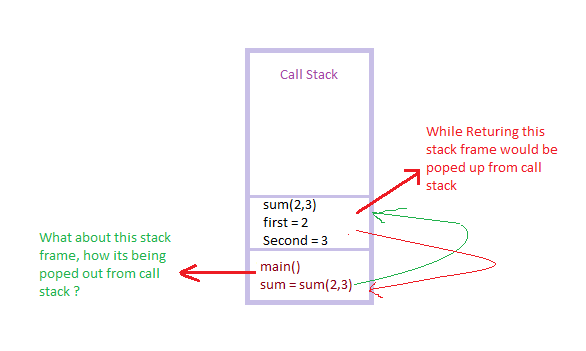 Call Stack
While Returing this
stack frame would be
poped up from call
stack
sum(2,3)
first = 2
Second = 3
What about this stack
frame, how its being
poped out from call
stack ?
main()
sum = sum(2,3)